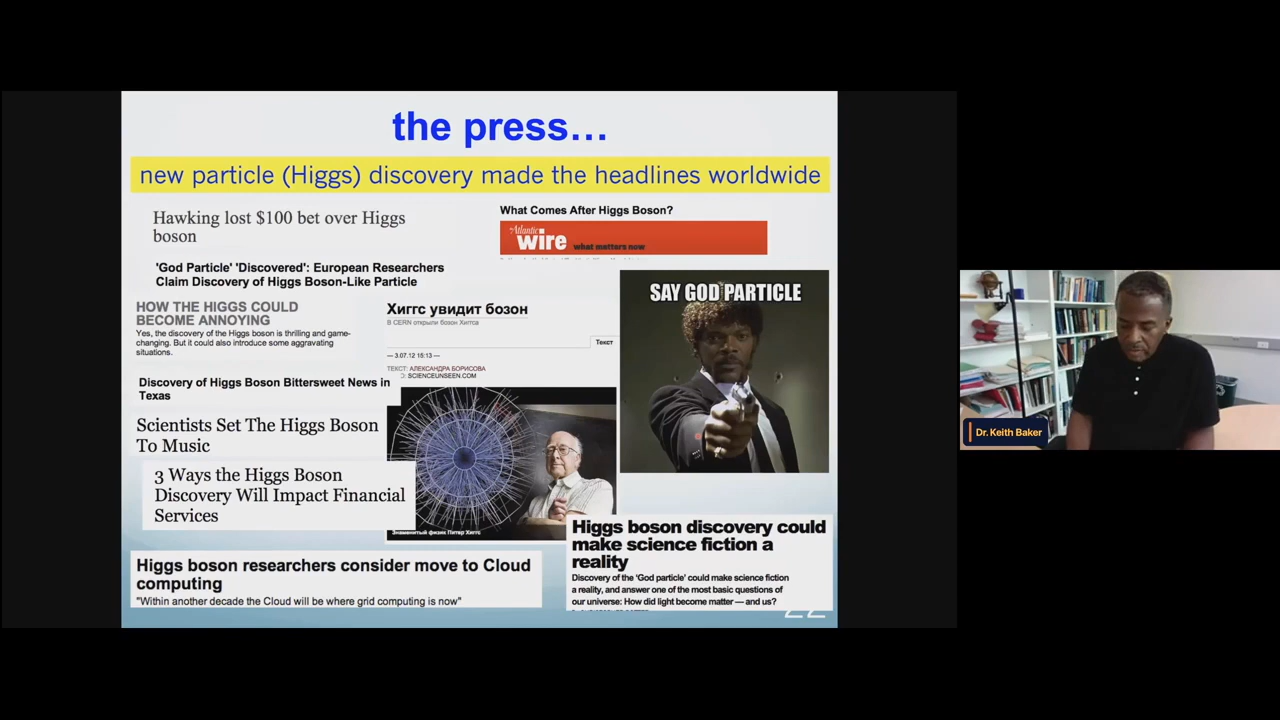 the press...
new particle (Higgs) discovery made the headlines worldwide
Hawking lost $100 bet over Higgs
boson
'God Particle' 'Discovered': European Researchers
Claim Discovery of Higgs Boson-Like Particle
HOW THE HIGGS COULD
BECOME ANNOYING
Yes, the discovery of the Higgs boson is thrilling and game-
changing. But it could also introduce some aggravating
situations.
Discovery of Higgs Boson Bittersweet News in
Texas
Scientists Set The Higgs Boson
To Music
3 Ways the Higgs Boson
Discovery Will Impact Financial
Services
Higgs boson researchers consider move to Cloud
computing
"Within another decade the Cloud will be where grid computing is now"
What Comes After Higgs Boson?
Atlantic
wire what matters now
Хиггс увидит бозон
В CERN открыли бозон Хиггса
Текст
— 3.07.12 15:13 —
ТЕКСТ: АЛЕКСАНДРА БОРИСОВА
SCIENCEUNSEEN.COM
Знаменитый физик Питер Хиггс
SAY GOD PARTICLE
Higgs boson discovery could
make science fiction a
reality
Discovery of the 'God particle' could make science fiction
a reality, and answer one of the most basic questions of
our universe: How did light become matter — and us?
22
Dr. Keith Baker